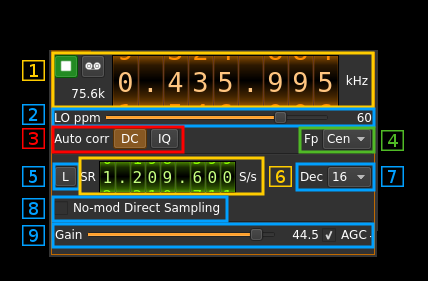 1
0.435.995 kHz
75.6k
2 LO ppm 60
3 Auto corr DC IQ Fp Cen 4
5 L SR 1.209.600 S/s 6 Dec 16 7
8 No-mod Direct Sampling
9 Gain 44.5 ✓ AGC